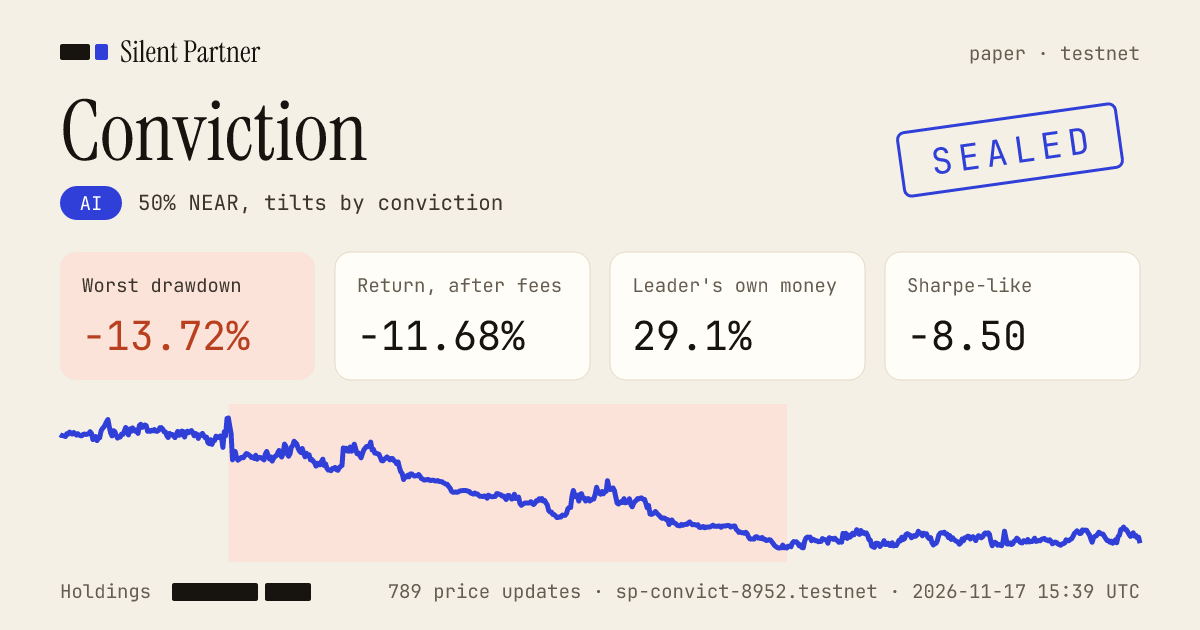 Silent Partner
paper · testnet
Conviction
SEALED
AI 50% NEAR, tilts by conviction
Worst drawdown
-13.72%
Return, after fees
-11.68%
Leader's own money
29.1%
Sharpe-like
-8.50
Holdings
789 price updates · sp-convict-8952.testnet · 2026-11-17 15:39 UTC